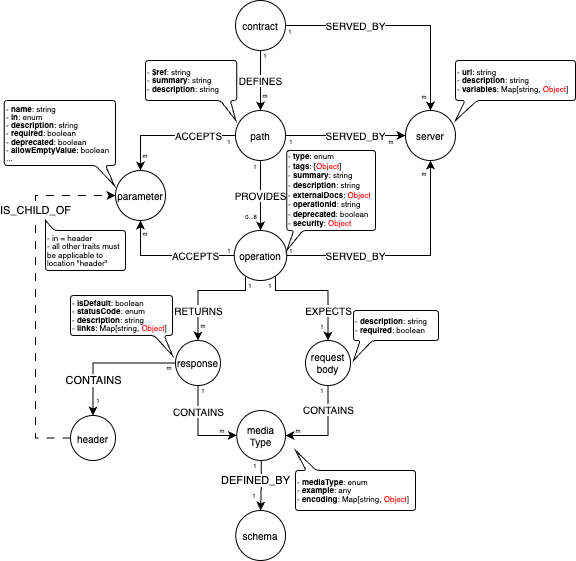 contract
1
SERVED_BY
1
DEFINES
m
m
- $ref: string
- summary: string
- description: string
- url: string
- description: string
- variables: Map[string, Object]
- name: string
- in: enum
- description: string
- required: boolean
- deprecated: boolean
- allowEmptyValue: boolean
...
ACCEPTS
1
path
1
SERVED_BY
m
server
m
1
m
- type: enum
- tags: [Object]
- summary: string
- description: string
- externalDocs: Object
- operationId: string
- deprecated: boolean
- security: Object
parameter
PROVIDES
IS_CHILD_OF
0...8
- in = header
- all other traits must
be applicable to
location "header"
m
m
ACCEPTS
1
operation
1
SERVED_BY
1
1
- isDefault: boolean
- statusCode: enum
- description: string
- links: Map[string, Object]
RETURNS
m
EXPECTS
1
- description: string
- required: boolean
response
m
request
body
CONTAINS
1
1
1
CONTAINS
CONTAINS
header
m
media
Type
m
1
DEFINED_BY
1
- mediaType: enum
- example: any
- encoding: Map[string, Object]
schema